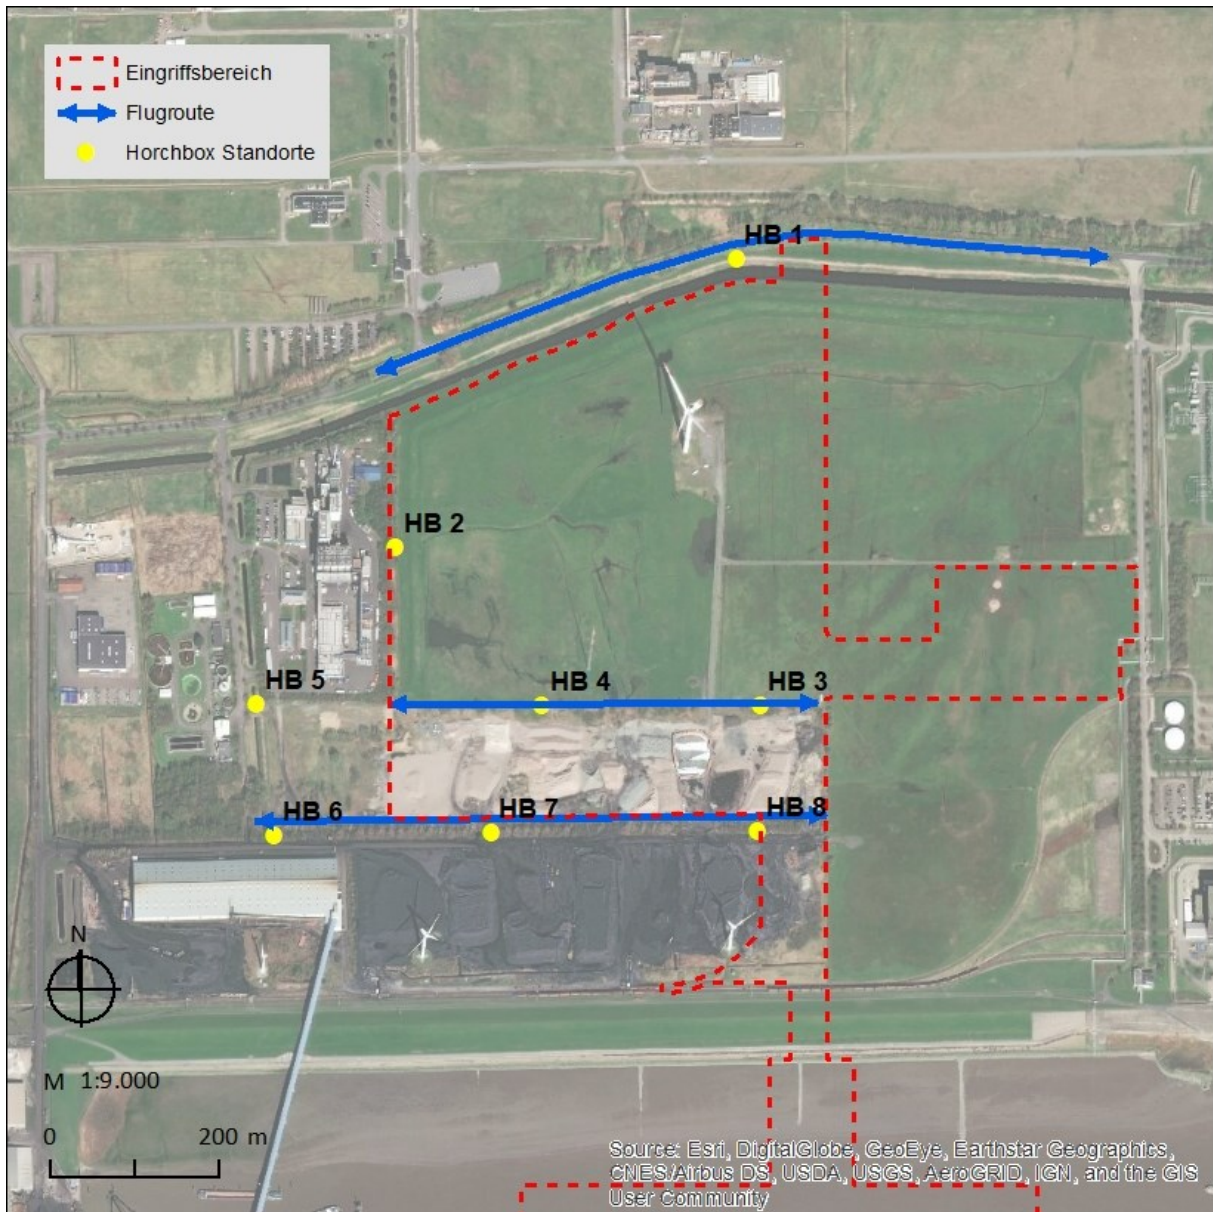 Eingriffsbereich
Flugroute
Horchbox Standorte
HB 1
HB 2
HB 5
HB 4
HB 3
HB 6
HB 7
HB 8
N
M 1:9.000
0 200 m
Source: Esri, DigitalGlobe, GeoEye, Earthstar Geographics,
CNES/Airbus DS, USDA, USGS, AeroGRID, IGN, and the GIS
User Community